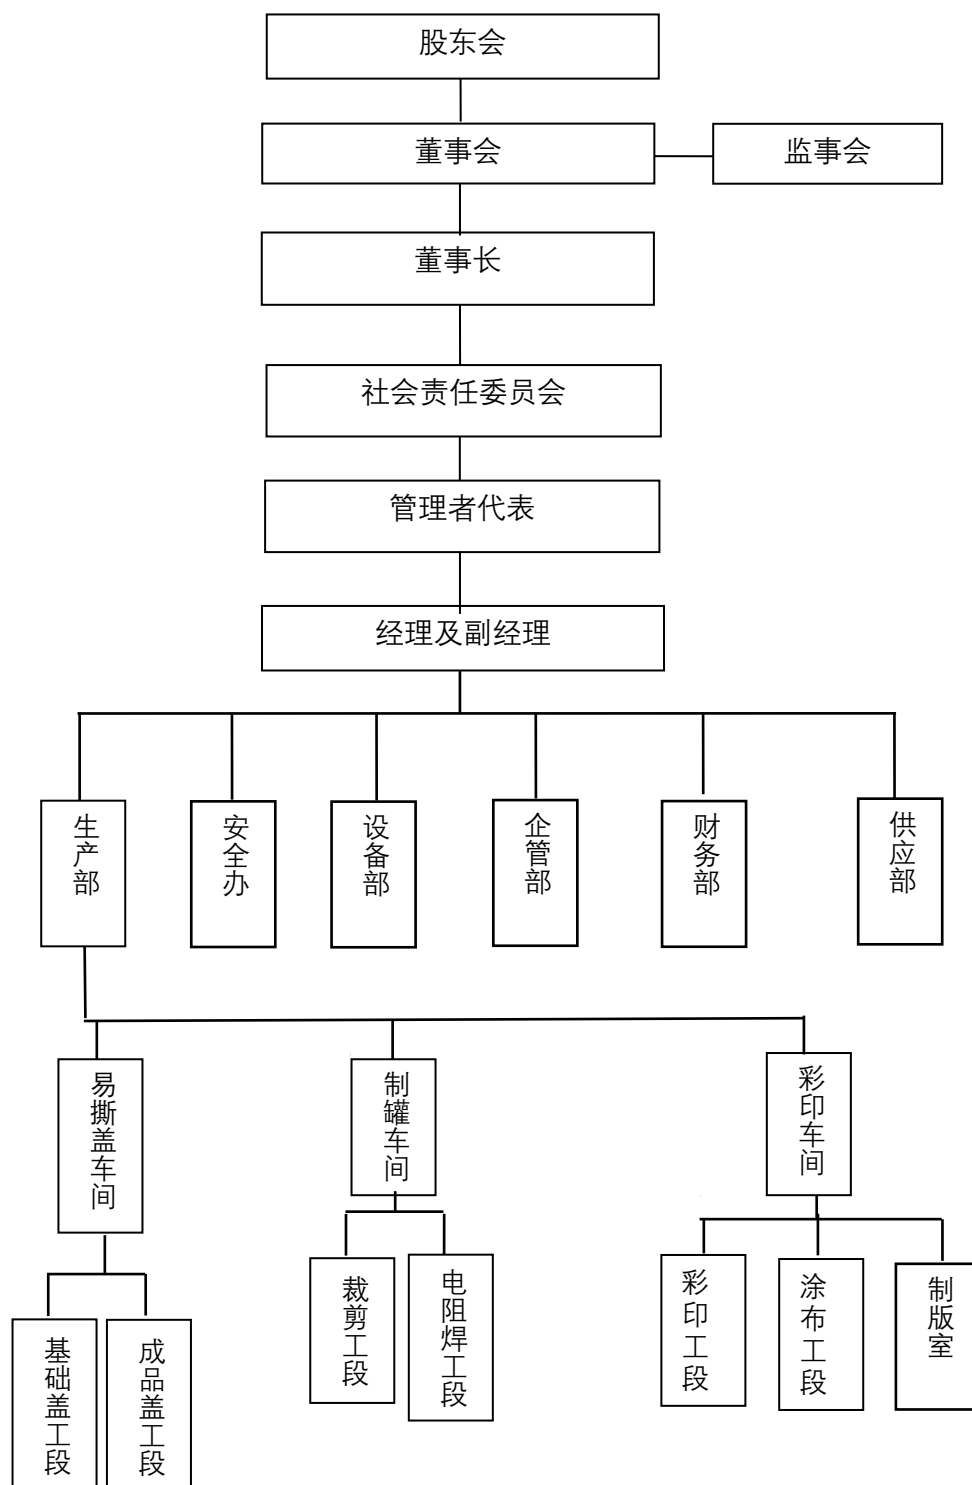 股东会
董事会
监事会
董事长
社会责任委员会
管理者代表
经理及副经理
生产部
安全办
设备部
企管部
财务部
供应部
易撕盖车间
制罐车间
彩印车间
基础盖工段
成品盖工段
裁剪工段
电阻焊工段
彩印工段
涂布工段
制版室